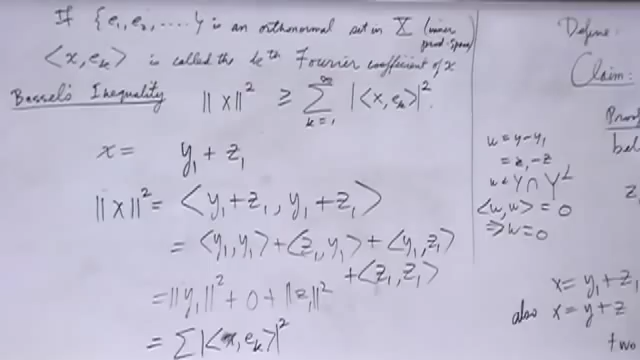 If {e₁, e₂, .....} is an orthonormal set in X (inner prod. space)
<x, eₖ> is called the kᵗʰ Fourier coefficient of x
Bassel's Inequality ||x||² ≥ ∑ₖ₌₁^∞ |<x, eₖ>|².
x = y₁ + z₁
||x||² = <y₁+z₁, y₁+z₁>
= <y₁, y₁> + <z₁, y₁> + <y₁, z₁>
+ <z₁, z₁>
= ||y₁||² + 0 + ||z₁||²
= ∑ |<x, eₖ>|²
w = y - y₁
= z₁ - z
w ∈ Y ∩ Y^⊥
<w, w> = 0
⇒ w = 0
Define:
Claim:
Proof
bel
z₁
x = y₁ + z₁
also x = y + z
two